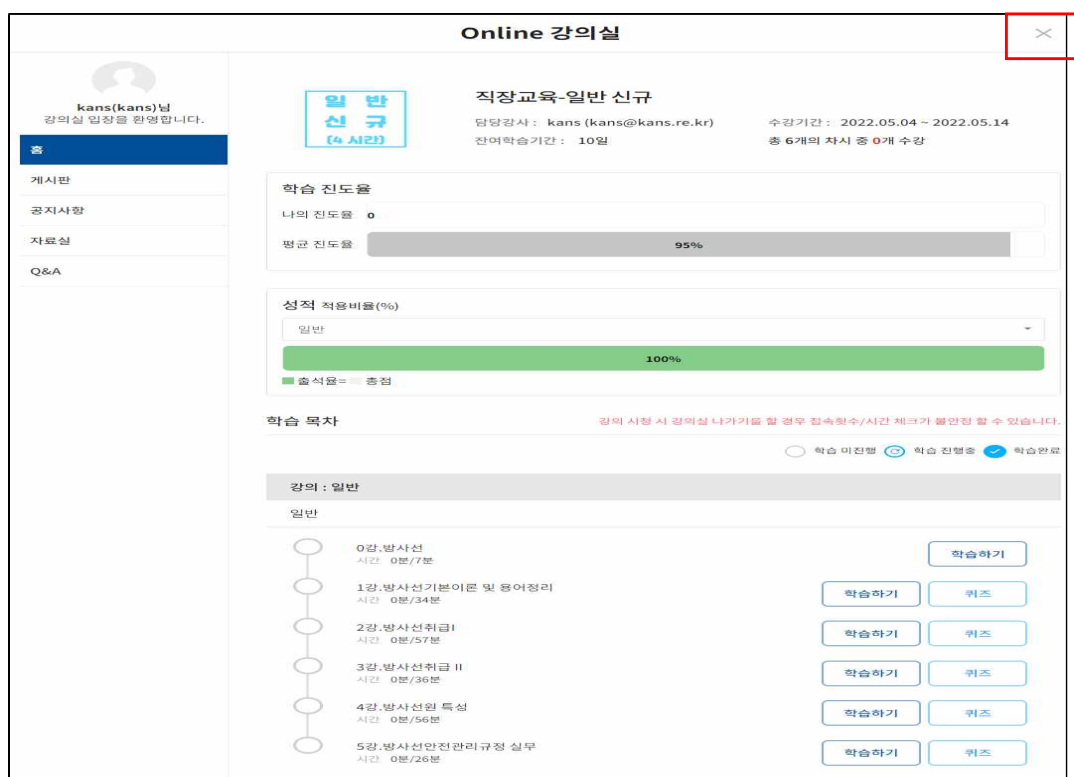 Online 강의실
kans(kans)님
강의실 입장을 환영합니다.
홈
게시판
공지사항
자료실
Q&A
일 반
신 규
(4 시간)
직장교육-일반 신규
담당강사 : kans (kans@kans.re.kr)
수강기간 : 2022.05.04 ~ 2022.05.14
잔여학습기간 : 10일
총 6개의 차시 중 0개 수강
학습 진도율
나의 진도율 0
평균 진도율 95%
성적 적용비율(%)
일반
100%
출석율= 총점
학습 목차
강의 시청 시 강의실 나가기를 할 경우 접속횟수/시간 체크가 불안정 할 수 있습니다.
학습 미진행 학습 진행중 학습완료
강의 : 일반
일반
0강.방사선
시간 0분/7분
학습하기
1강.방사선기본이론 및 용어정리
시간 0분/34분
학습하기 퀴즈
2강.방사선취급I
시간 0분/57분
학습하기 퀴즈
3강.방사선취급 II
시간 0분/36분
학습하기 퀴즈
4강.방사선원 특성
시간 0분/56분
학습하기 퀴즈
5강.방사선안전관리규정 실무
시간 0분/26분
학습하기 퀴즈